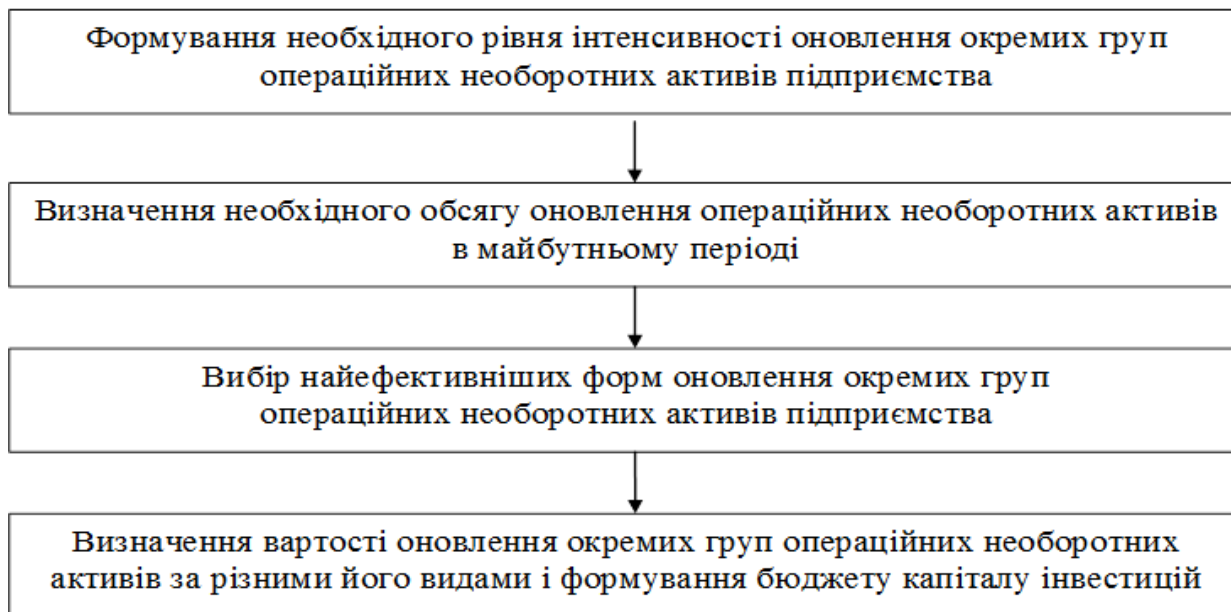 Формування необхідного рівня інтенсивності оновлення окремих груп
операційних необоротних активів підприємства
Визначення необхідного обсягу оновлення операційних необоротних активів
в майбутньому періоді
Вибір найефективніших форм оновлення окремих груп
операційних необоротних активів підприємства
Визначення вартості оновлення окремих груп операційних необоротних
активів за різними його видами і формування бюджету капіталу інвестицій